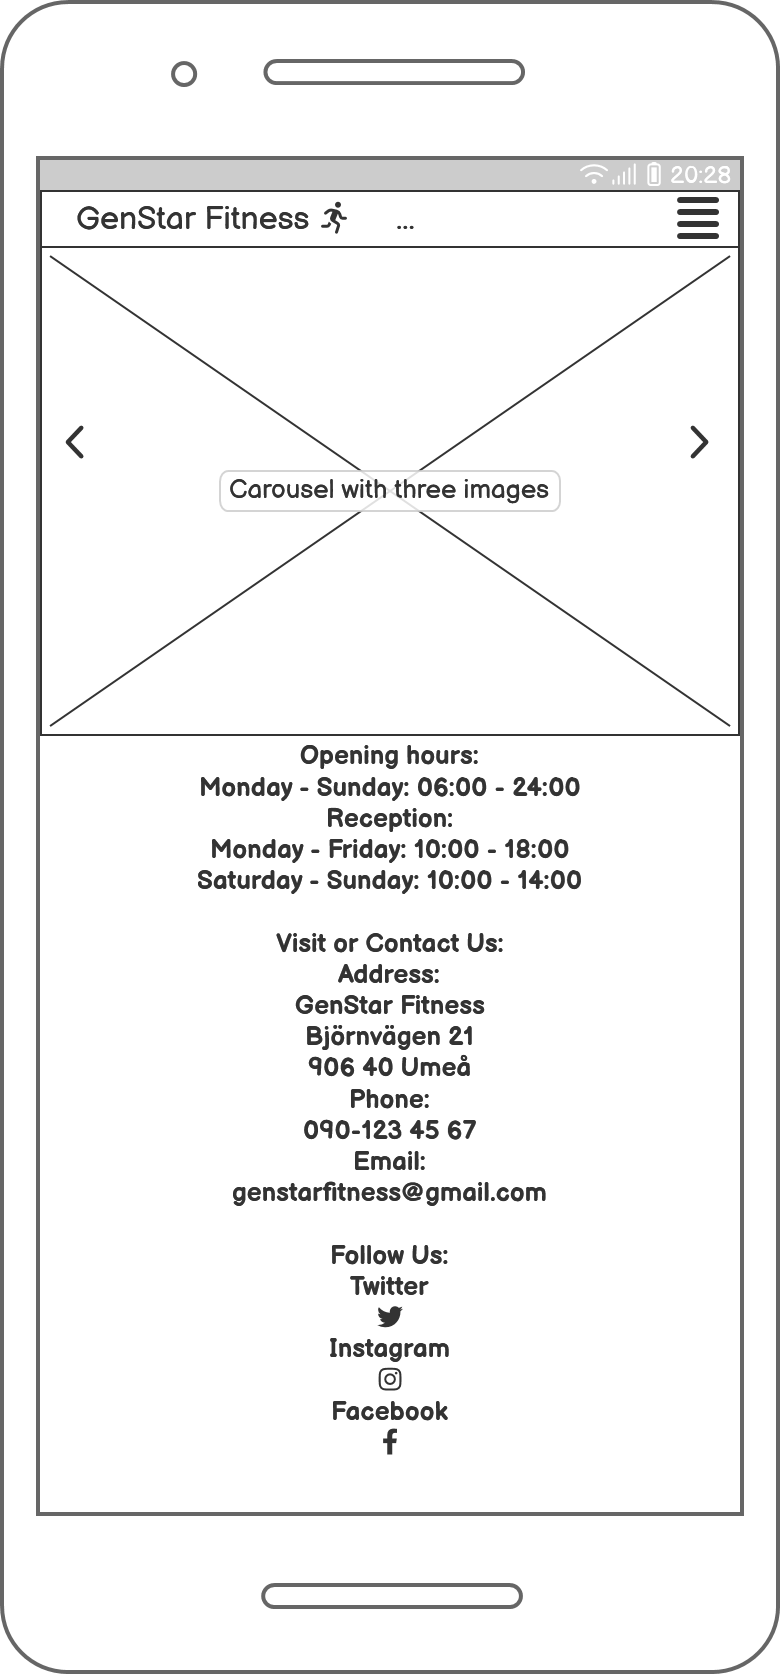 20:28
GenStar Fitness ...
Carousel with three images
Opening hours:
Monday - Sunday: 06:00 - 24:00
Reception:
Monday - Friday: 10:00 - 18:00
Saturday - Sunday: 10:00 - 14:00
Visit or Contact Us:
Address:
GenStar Fitness
Björnvägen 21
906 40 Umeå
Phone:
090-123 45 67
Email:
genstarfitness@gmail.com
Follow Us:
Twitter
Instagram
Facebook